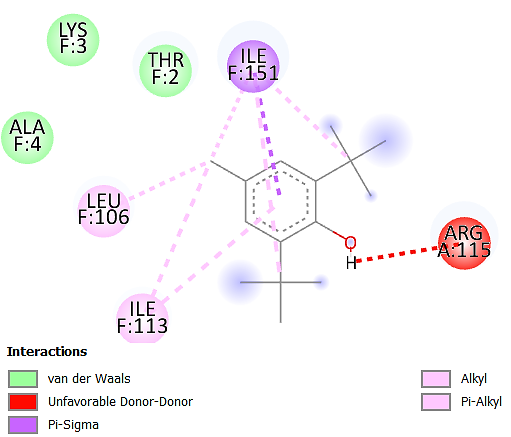 LYS
F:3
THR
F:2
ILE
F:151
ALA
F:4
LEU
F:106
O
H
ARG
A:115
ILE
F:113
Interactions
van der Waals
Unfavorable Donor-Donor
Pi-Sigma
Alkyl
Pi-Alkyl